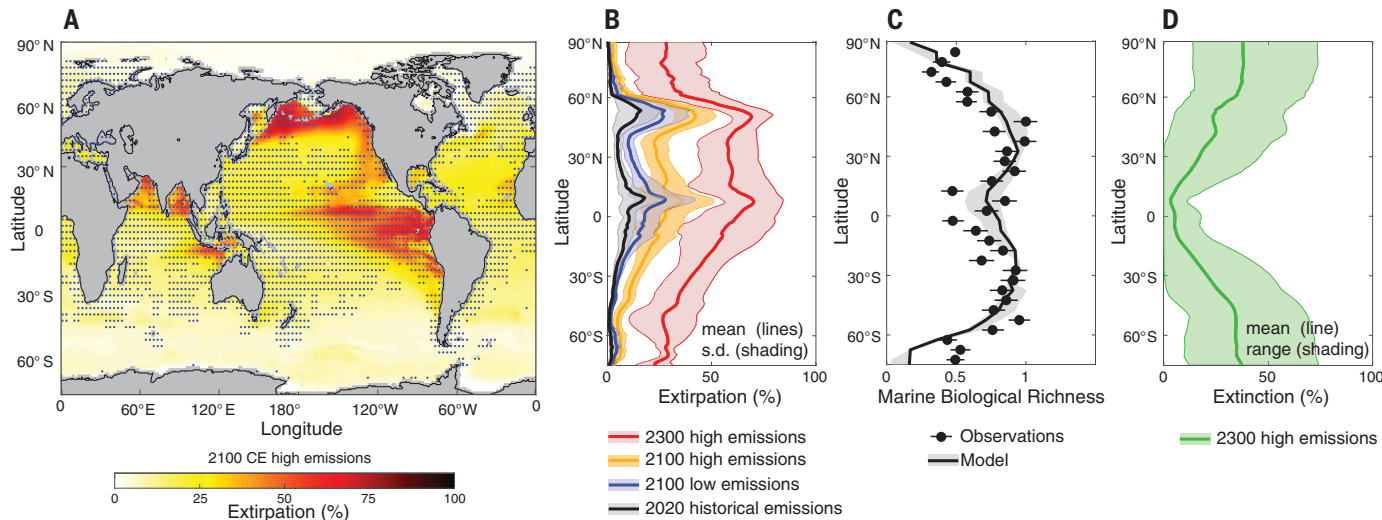 A
B
C
D
90° N
60°N
30°N
0
30°S
60°S
Latitude
0
60°E
120°E
180°
120°W
60°W
0
Longitude
2100 CE high emissions
0
25
50
75
100
Extirpation (%)
90°N
60°N
30°N
0
30°S
60°S
Latitude
mean (lines)
s.d. (shading)
0
50
100
Extirpation (%)
2300 high emissions
2100 high emissions
2100 low emissions
2020 historical emissions
90°N
60°N
30°N
0
30°S
60°S
Latitude
0.5
1
Marine Biological Richness
Observations
Model
90°N
60°N
30°N
0
30°S
60°S
Latitude
mean (line)
range (shading)
0
50
100
Extinction (%)
2300 high emissions